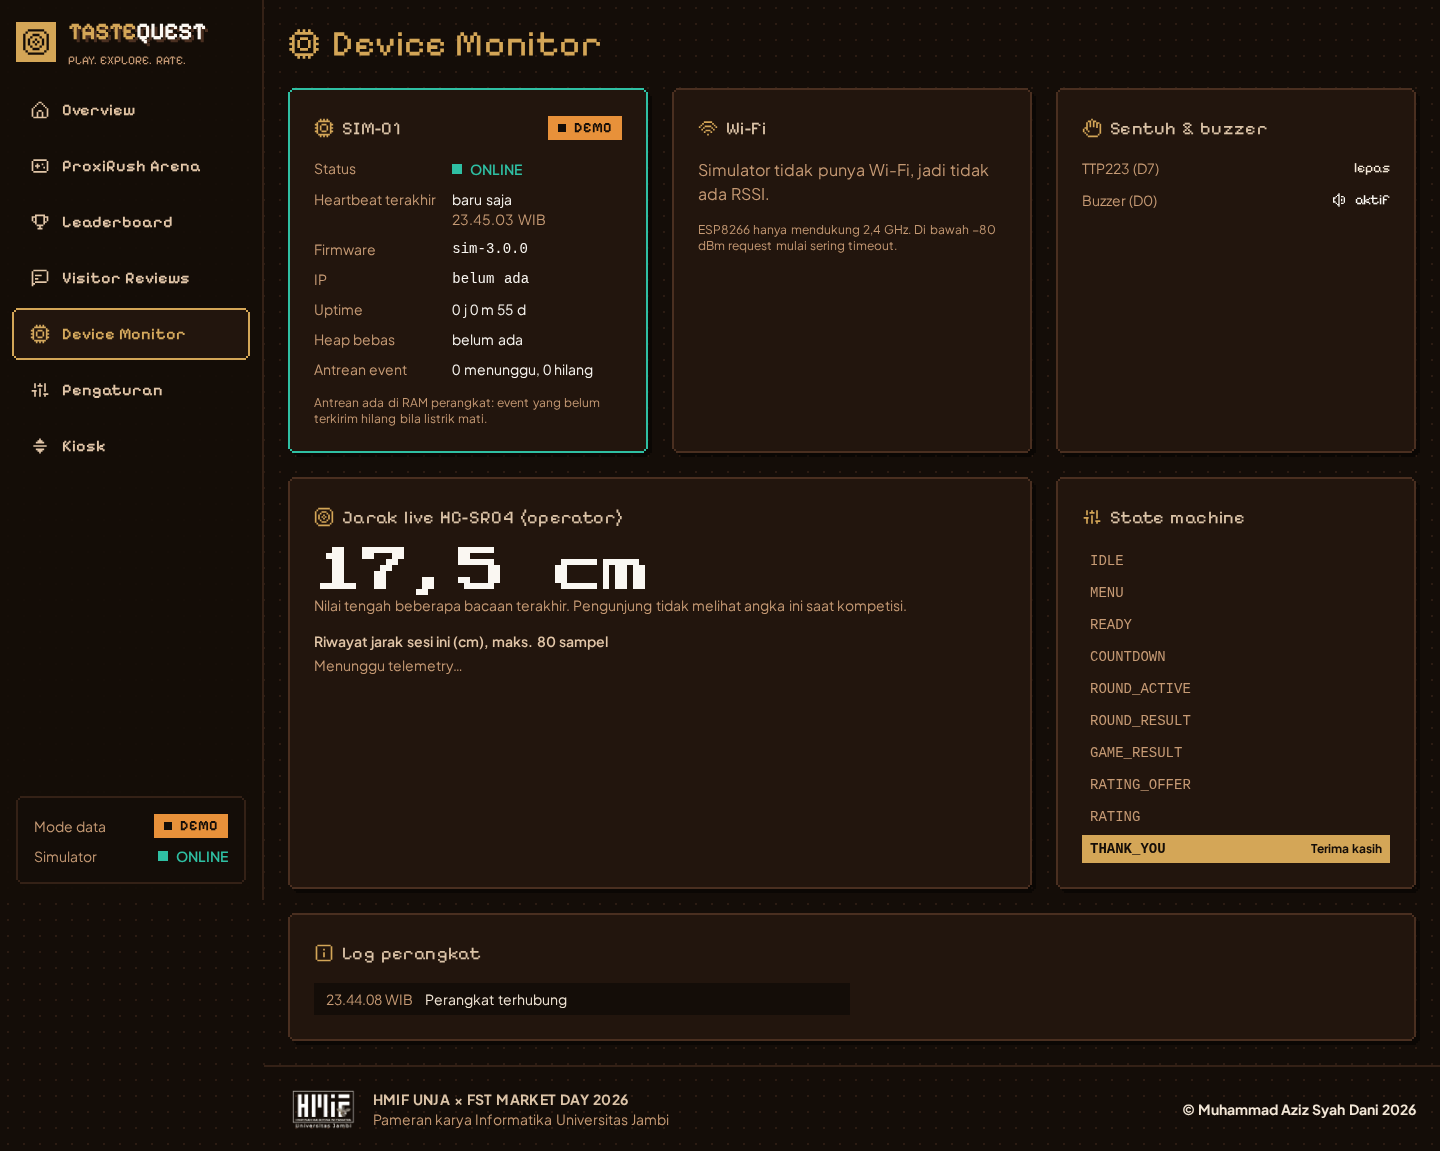 TASTEQUEST
PLAY. EXPLORE. RATE.
Overview
ProxiRush Arena
Leaderboard
Visitor Reviews
Device Monitor
Pengaturan
Kiosk
Mode data DEMO
Simulator ONLINE
Device Monitor
SIM-01 DEMO
Status ONLINE
Heartbeat terakhir baru saja
23.45.03 WIB
Firmware sim-3.0.0
IP belum ada
Uptime 0 j 0 m 55 d
Heap bebas belum ada
Antrean event 0 menunggu, 0 hilang
Antrean ada di RAM perangkat: event yang belum
terkirim hilang bila listrik mati.
Wi-Fi
Simulator tidak punya Wi-Fi, jadi tidak
ada RSSI.
ESP8266 hanya mendukung 2,4 GHz. Di bawah −80
dBm request mulai sering timeout.
Sentuh & buzzer
TTP223 (D7) lepas
Buzzer (D0) aktif
Jarak live HC-SR04 (operator)
17,5 cm
Nilai tengah beberapa bacaan terakhir. Pengunjung tidak melihat angka ini saat kompetisi.
Riwayat jarak sesi ini (cm), maks. 80 sampel
Menunggu telemetry…
State machine
IDLE
MENU
READY
COUNTDOWN
ROUND_ACTIVE
ROUND_RESULT
GAME_RESULT
RATING_OFFER
RATING
THANK_YOU Terima kasih
Log perangkat
23.44.08 WIB Perangkat terhubung
HMIF
Universitas Jambi
HMIF UNJA × FST MARKET DAY 2026
Pameran karya Informatika Universitas Jambi
© Muhammad Aziz Syah Dani 2026